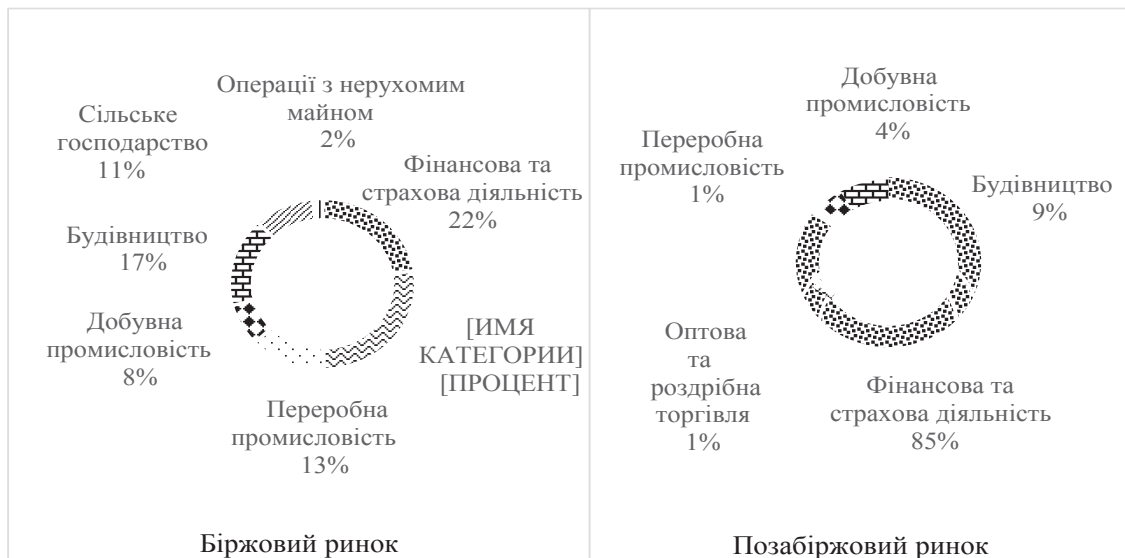 Операції з нерухомим
майном
2%
Сільське
господарство
11%
Фінансова та
страхова діяльність
22%
Будівництво
17%
Добувна
промисловість
8%
[ИМЯ
КАТЕГОРИИ]
[ПРОЦЕНТ]
Переробна
промисловість
13%
Біржовий ринок
Добувна
промисловість
4%
Переробна
промисловість
1%
Будівництво
9%
Оптова
та
роздрібна
торгівля
1%
Фінансова та
страхова діяльність
85%
Позабіржовий ринок